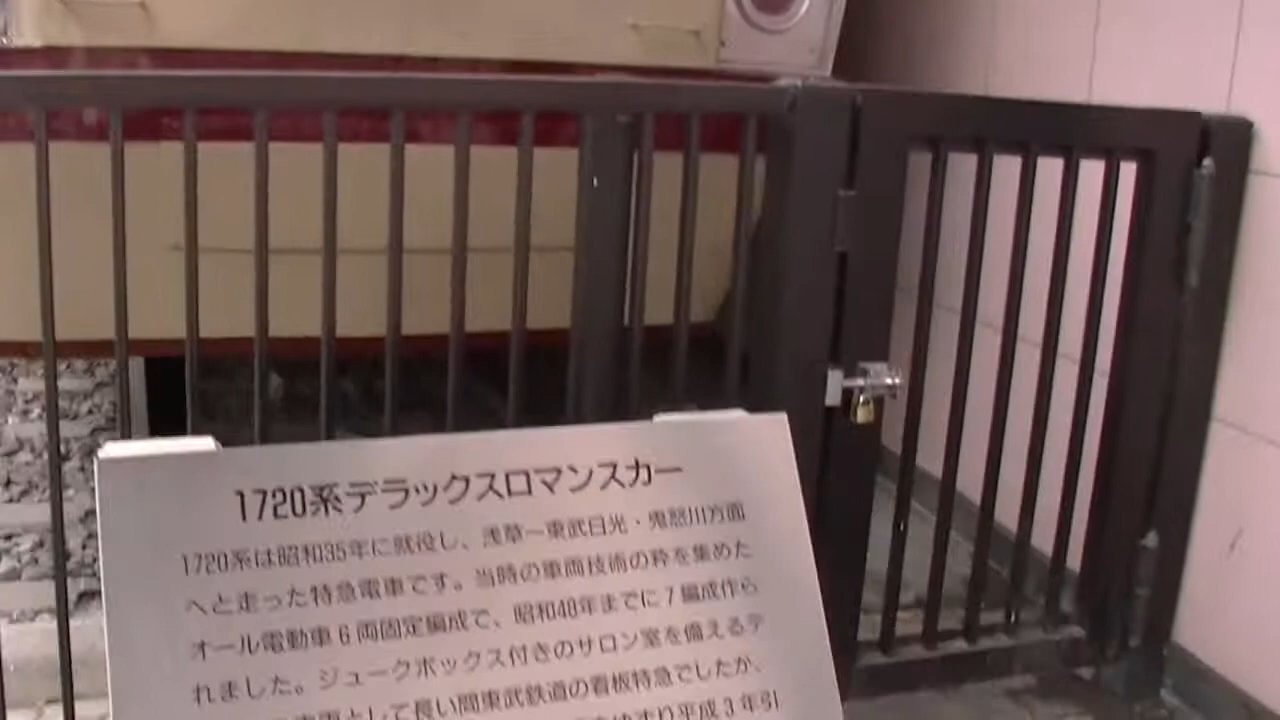 1720系デラックスロマンスカー
1720系は昭和35年に就役し、浅草〜東武日光・鬼怒川方面
へと走った特急電車です。当時の車両技術の粋を集めた
オール電動車6両固定編成で、昭和48年までに7編成作ら
れました。ジュークボックス付きのサロン室を備えるデ
車両として長い間東武鉄道の看板特急でしたが、
平成3年引